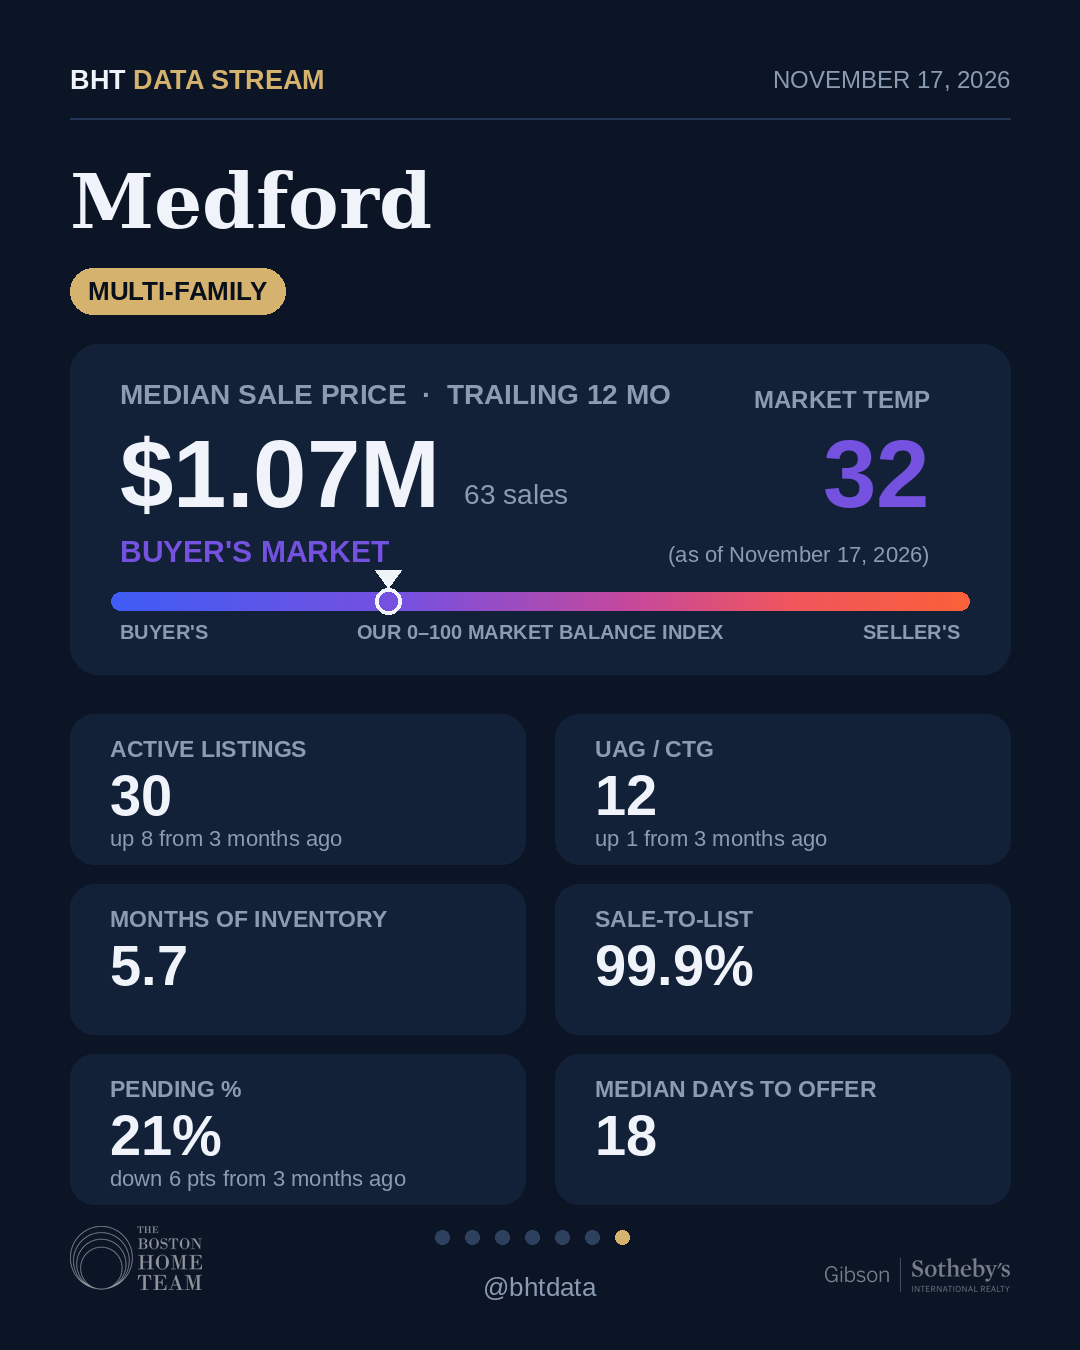 BHT DATA STREAM
NOVEMBER 17, 2026
Medford
MULTI-FAMILY
MEDIAN SALE PRICE · TRAILING 12 MO
MARKET TEMP
$1.07M 63 sales
32
BUYER'S MARKET
(as of November 17, 2026)
BUYER'S
OUR 0–100 MARKET BALANCE INDEX
SELLER'S
ACTIVE LISTINGS
30
up 8 from 3 months ago
UAG / CTG
12
up 1 from 3 months ago
MONTHS OF INVENTORY
5.7
SALE-TO-LIST
99.9%
PENDING %
21%
down 6 pts from 3 months ago
MEDIAN DAYS TO OFFER
18
THE
BOSTON
HOME
TEAM
@bhtdata
Gibson
Sotheby's
INTERNATIONAL REALTY